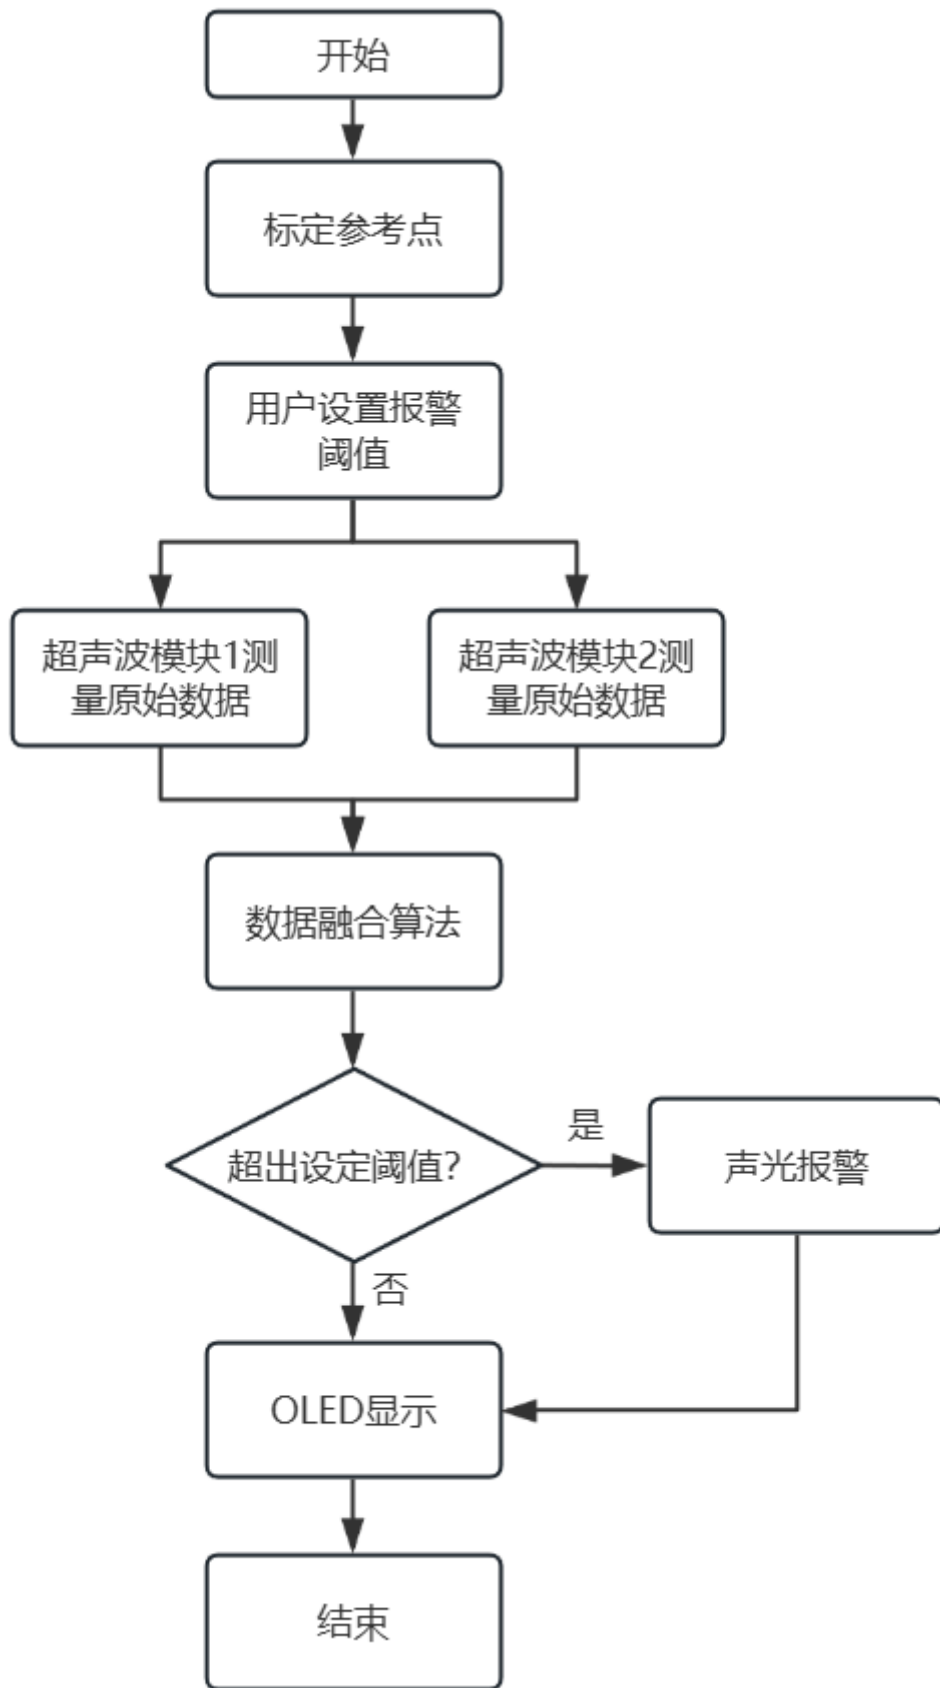 开始
标定参考点
用户设置报警
阈值
超声波模块1测
量原始数据
超声波模块2测
量原始数据
数据融合算法
超出设定阈值?
是
声光报警
否
OLED显示
结束